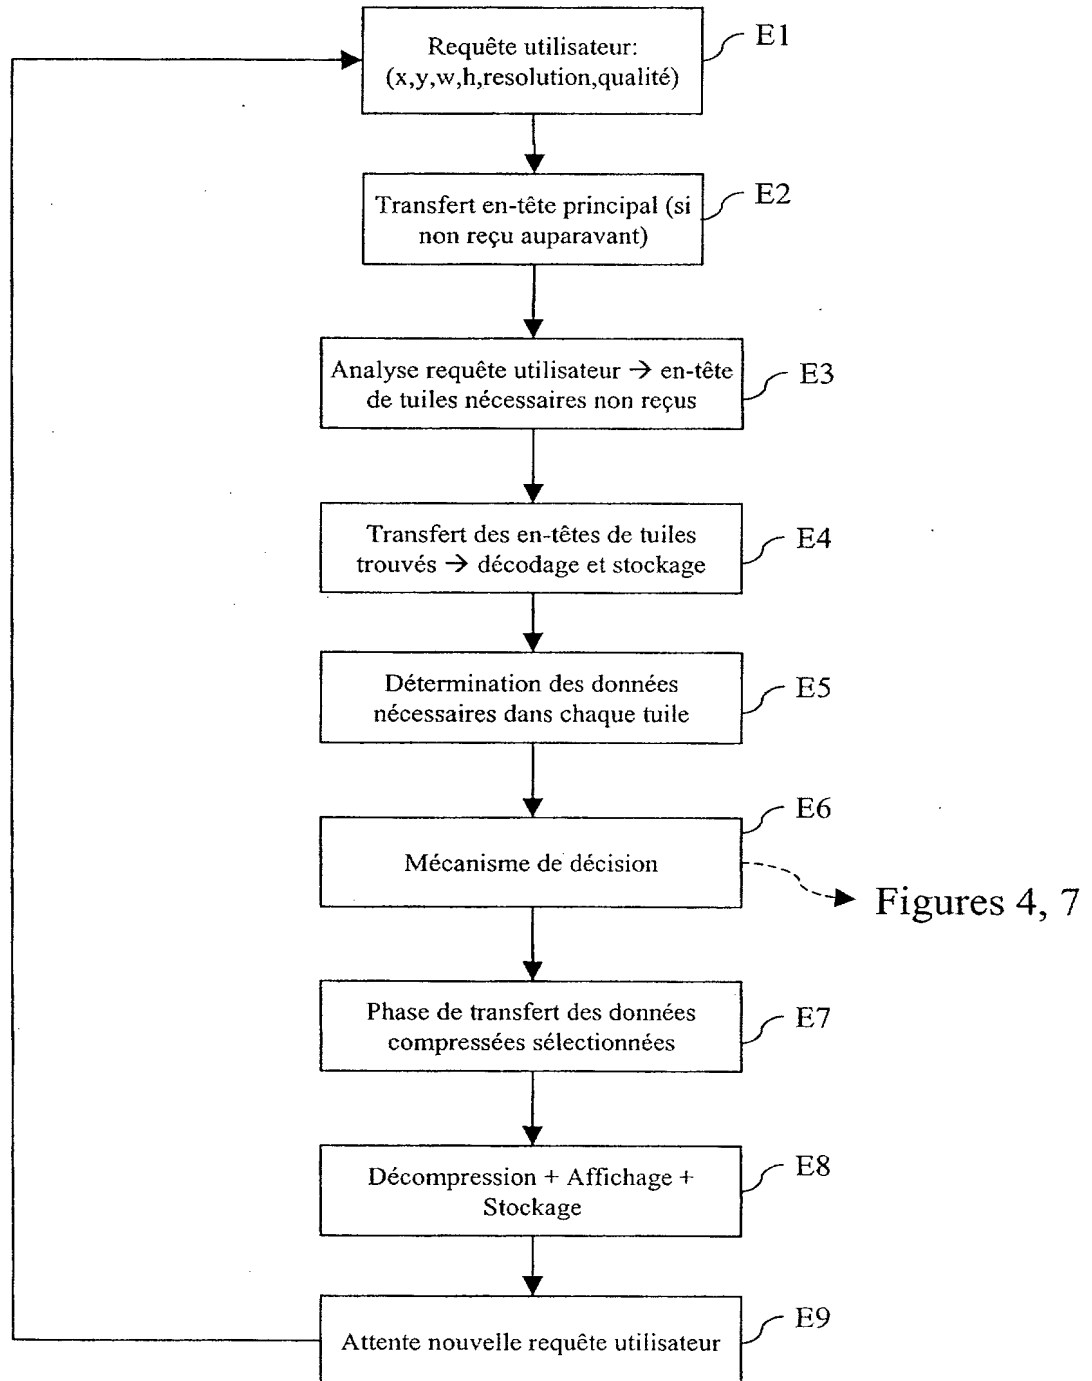 Requête utilisateur:
(x,y,w,h,resolution,qualité)
E1
Transfert en-tête principal (si
non reçu auparavant)
E2
Analyse requête utilisateur → en-tête
de tuiles nécessaires non reçus
E3
Transfert des en-têtes de tuiles
trouvés → décodage et stockage
E4
Détermination des données
nécessaires dans chaque tuile
E5
Mécanisme de décision
E6
Figures 4, 7
Phase de transfert des données
compressées sélectionnées
E7
Décompression + Affichage +
Stockage
E8
Attente nouvelle requête utilisateur
E9